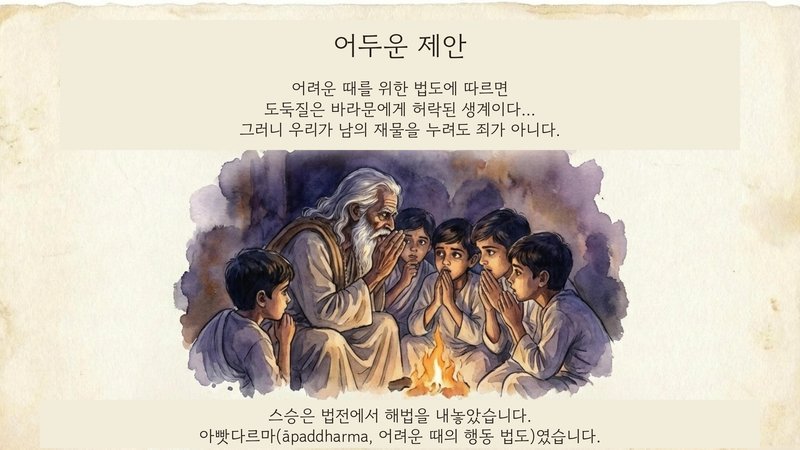 어두운 제안
어려운 때를 위한 법도에 따르면
도둑질은 바라문에게 허락된 생계이다...
그러니 우리가 남의 재물을 누려도 죄가 아니다.
스승은 법전에서 해법을 내놓았습니다.
아빳다르마(āpaddharma, 어려운 때의 행동 법도)였습니다.